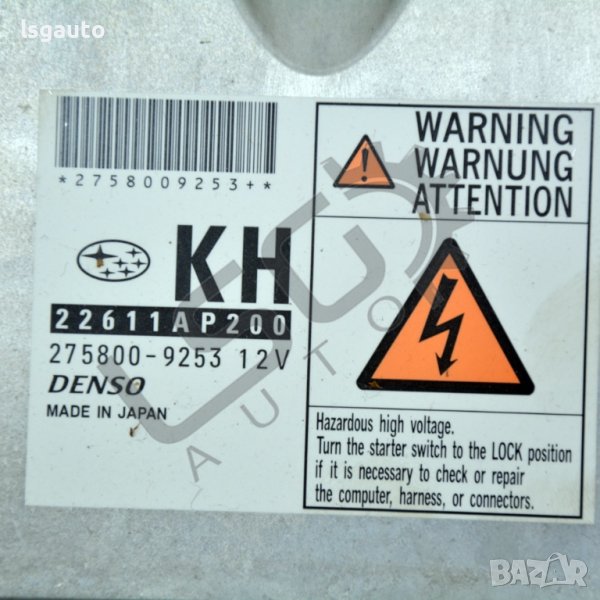 lsgauto
*2758009253+*
KH
22611AP200
275800-9253 12V
DENSO
MADE IN JAPAN
WARNING
WARNUNG
ATTENTION
Hazardous high voltage.
Turn the starter switch to the LOCK position
if it is necessary to check or repair
the computer, harness, or connectors.
AUTO
BAZAR